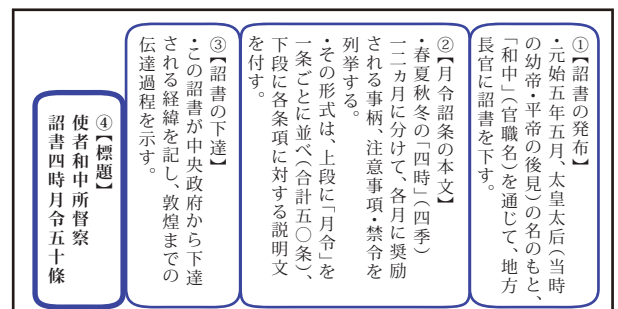 ①【詔書の発布】
・元始五年五月、太皇太后（当時
の幼帝・平帝の後見）の名のもと、
「和中」（官職名）を通じて、地方
長官に詔書を下す。
②【月令詔条の本文】
・春夏秋冬の「四時」（四季）
一二ヵ月に分けて、各月に奨励
される事柄、注意事項・禁令を
列挙する。
・その形式は、上段に「月令」を
一条ごとに並べ（合計五〇条）、
下段に各条項に対する説明文
を付す。
③【詔書の下達】
・この詔書が中央政府から下達
される経緯を記し、敦煌までの
伝達過程を示す。
④【標題】
使者和中所督察
詔書四時月令五十條